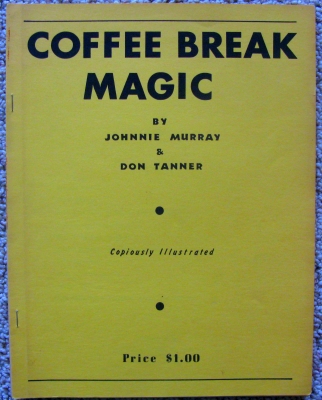 COFFEE BREAK
MAGIC
BY
JOHNNIE MURRAY
&
DON TANNER
Copiously Illustrated
Price $1.00